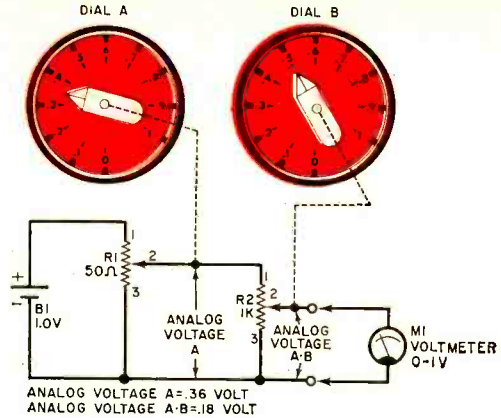 DIAL A
DIAL B
1
R1
50Ω
2
3
+
B1
1.0V
ANALOG
VOLTAGE
A
1
2
R2
1K
3
ANALOG
VOLTAGE
A·B
M1
VOLTMETER
0-1V
ANALOG VOLTAGE A=.36 VOLT
ANALOG VOLTAGE A·B=.18 VOLT